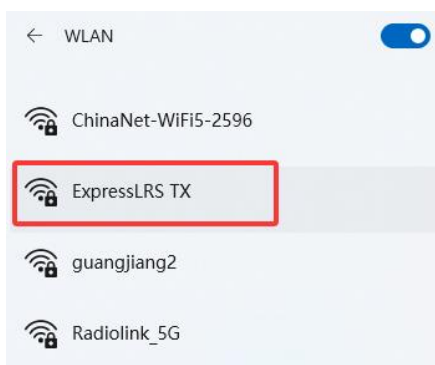 WLAN
ChinaNet-WiFi5-2596
ExpressLRS TX
guangjiang2
Radiolink_5G